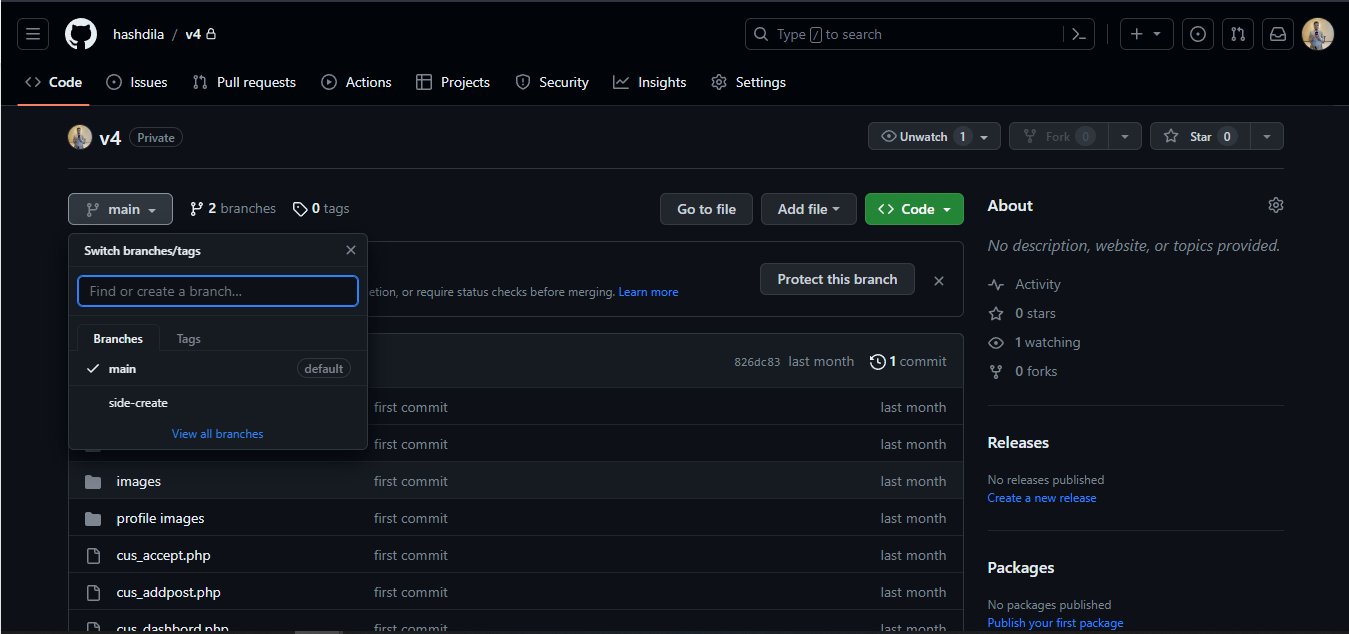 hashdila / v4
Type / to search
Code
Issues
Pull requests
Actions
Projects
Security
Insights
Settings
v4 Private
Unwatch 1
Fork 0
Star 0
main
2 branches
0 tags
Go to file
Add file
Code
Switch branches/tags
Find or create a branch...
Branches
Tags
main default
side-create
View all branches
etion, or require status checks before merging. Learn more
Protect this branch
826dc83 last month 1 commit
first commit last month
first commit last month
images first commit last month
profile images first commit last month
cus_accept.php first commit last month
cus_addpost.php first commit last month
cus_dashbord.php first commit last month
About
No description, website, or topics provided.
Activity
0 stars
1 watching
0 forks
Releases
No releases published
Create a new release
Packages
No packages published
Publish your first package